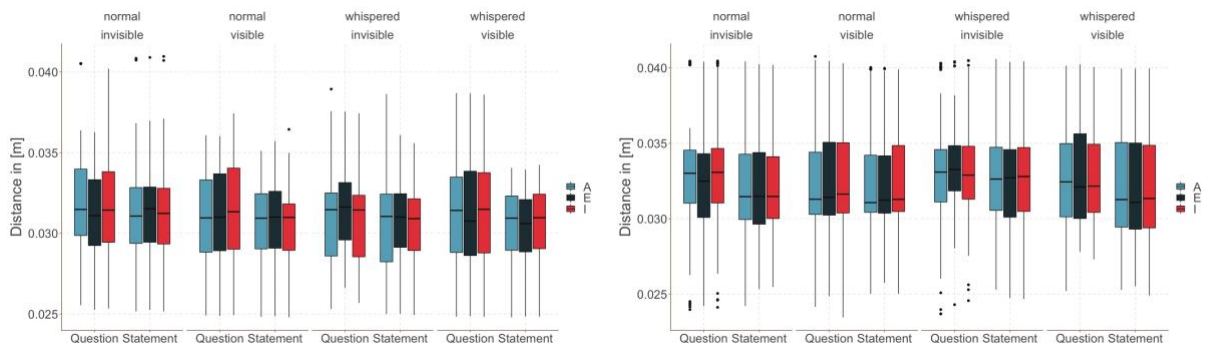 normal normal whispered whispered
invisible visible invisible visible
0.040
0.035
0.030
0.025
Distance in [m]
Question Statement Question Statement Question Statement Question Statement
A
E
I
normal normal whispered whispered
invisible visible invisible visible
0.040
0.035
0.030
0.025
Distance in [m]
Question Statement Question Statement Question Statement Question Statement
A
E
I